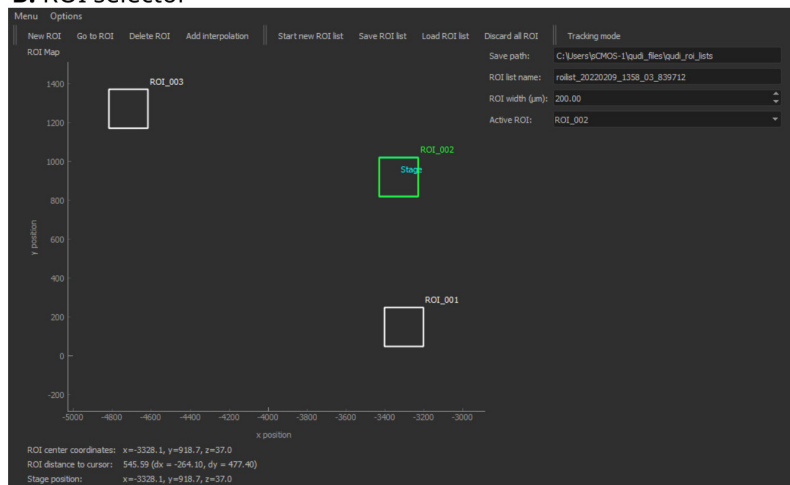 B. ROI selector
Menu Options
New ROI Go to ROI Delete ROI Add interpolation Start new ROI list Save ROI list Load ROI list Discard all ROI Tracking mode
ROI Map
Save path: C:\Users\sCMOS-1\qudi_files\qudi_roi_lists
ROI list name: roilist_20220209_1358_03_839712
ROI width (µm): 200.00
Active ROI: ROI_002
1400
1200
1000
800
600
400
200
0
-200
y position
ROI_003
ROI_002
Stage
ROI_001
-5000 -4800 -4600 -4400 -4200 -4000 -3800 -3600 -3400 -3200 -3000
x position
ROI center coordinates: x=-3328.1, y=918.7, z=37.0
ROI distance to cursor: 545.59 (dx = -264.10, dy = 477.40)
Stage position: x=-3328.1, y=918.7, z=37.0